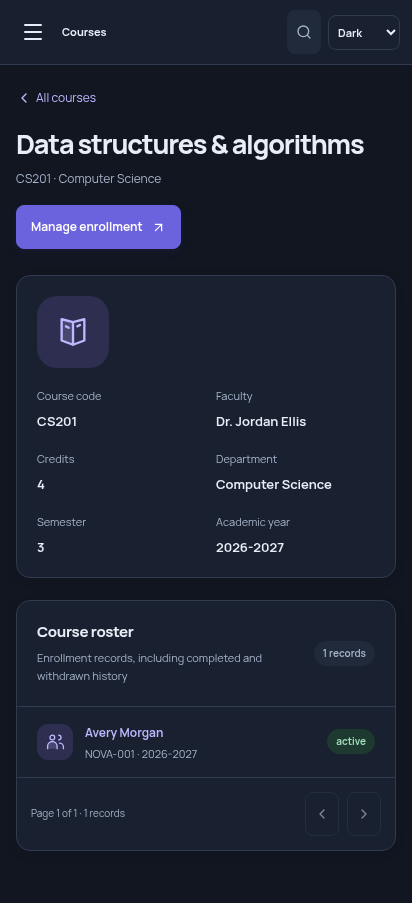 Courses
Dark
All courses
Data structures & algorithms
CS201 · Computer Science
Manage enrollment
Course code
Faculty
CS201
Dr. Jordan Ellis
Credits
Department
4
Computer Science
Semester
Academic year
3
2026-2027
Course roster
Enrollment records, including completed and
withdrawn history
1 records
Avery Morgan
NOVA-001 · 2026-2027
active
Page 1 of 1 · 1 records